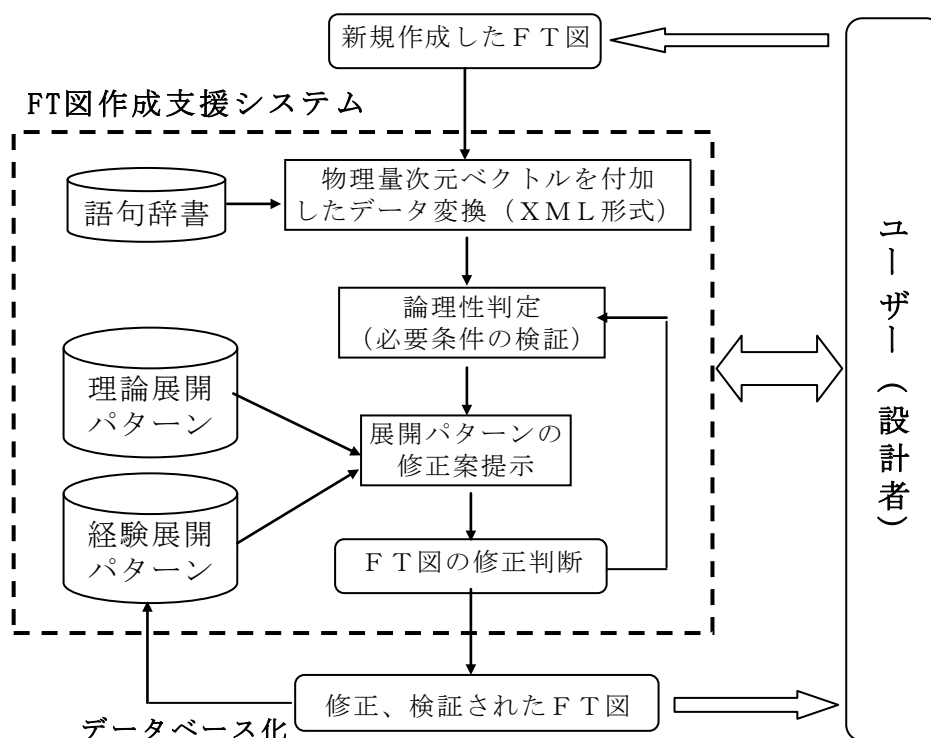 新規作成したＦＴ図
FT図作成支援システム
物理量次元ベクトルを付加
したデータ変換（ＸＭＬ形式）
語句辞書
論理性判定
（必要条件の検証）
理論展開
パターン
展開パターンの
修正案提示
経験展開
パターン
ＦＴ図の修正判断
修正、検証されたＦＴ図
データベース化
ユーザー（設計者）